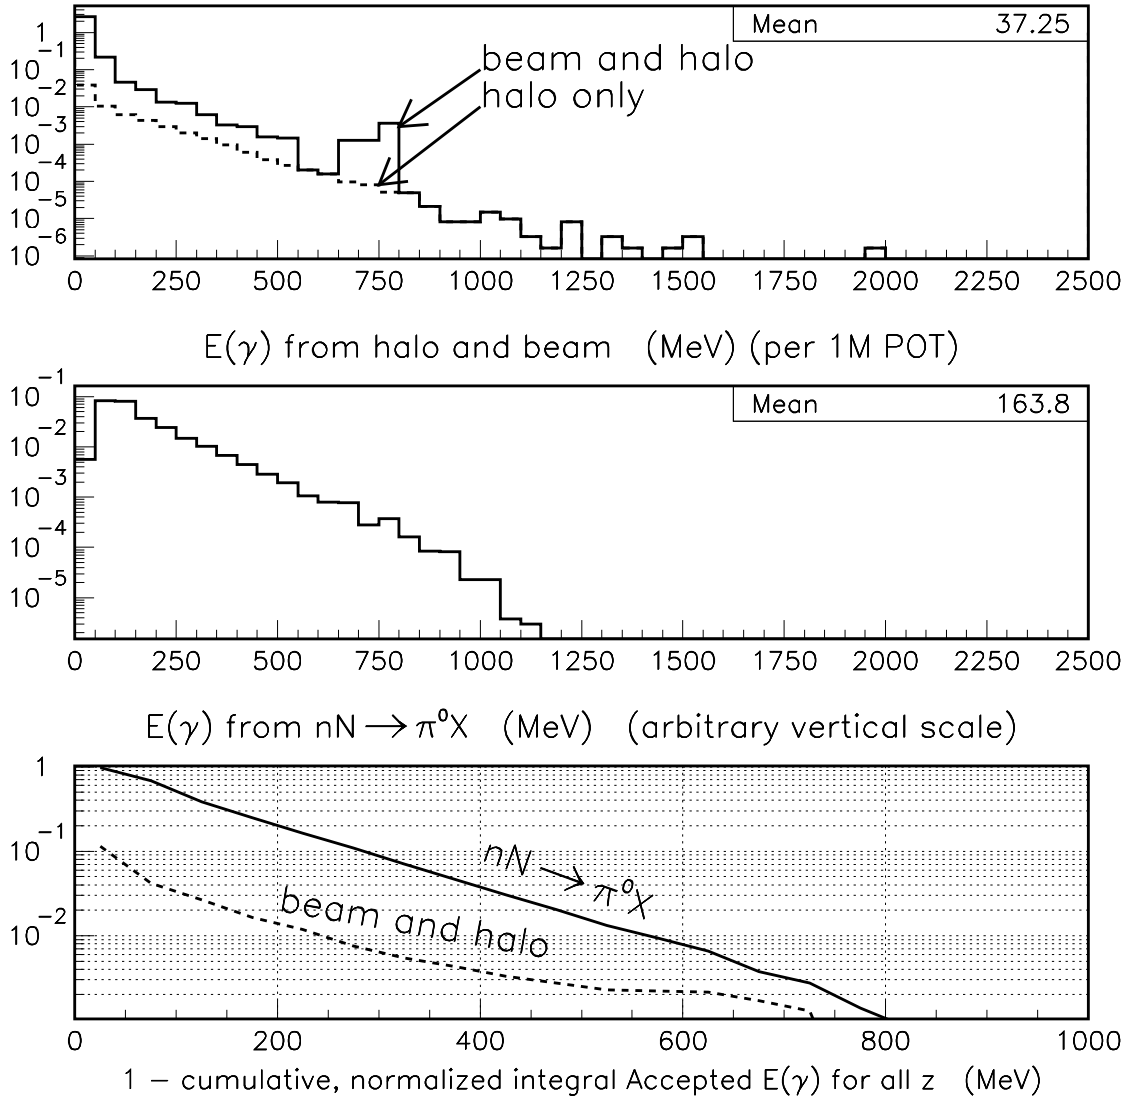 Mean 37.25
1
10 -1
10 -2
10 -3
10 -4
10 -5
10 -6
beam and halo
halo only
0 250 500 750 1000 1250 1500 1750 2000 2250 2500
E(γ) from halo and beam (MeV) (per 1M POT)
Mean 163.8
10 -1
10 -2
10 -3
10 -4
10 -5
0 250 500 750 1000 1250 1500 1750 2000 2250 2500
E(γ) from nN → π⁰X (MeV) (arbitrary vertical scale)
1
10 -1
10 -2
nN → π⁰X
beam and halo
0 200 400 600 800 1000
1 − cumulative, normalized integral Accepted E(γ) for all z (MeV)